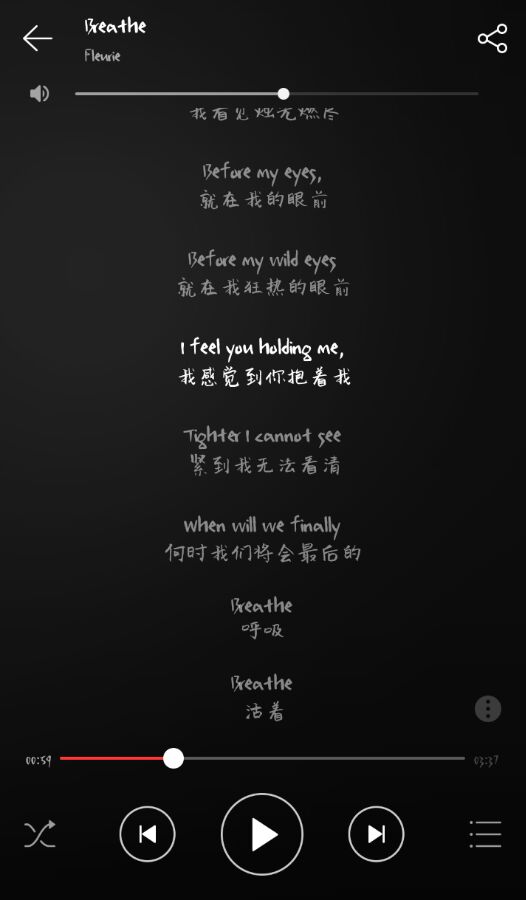 Breathe
Fleurie
我看见烛光燃尽
Before my eyes,
就在我的眼前
Before my wild eyes
就在我狂热的眼前
I feel you holding me,
我感觉到你抱着我
Tighter I cannot see
紧到我无法看清
When will we finally
何时我们将会最后的
Breathe
呼吸
Breathe
活着
00:59
03:37